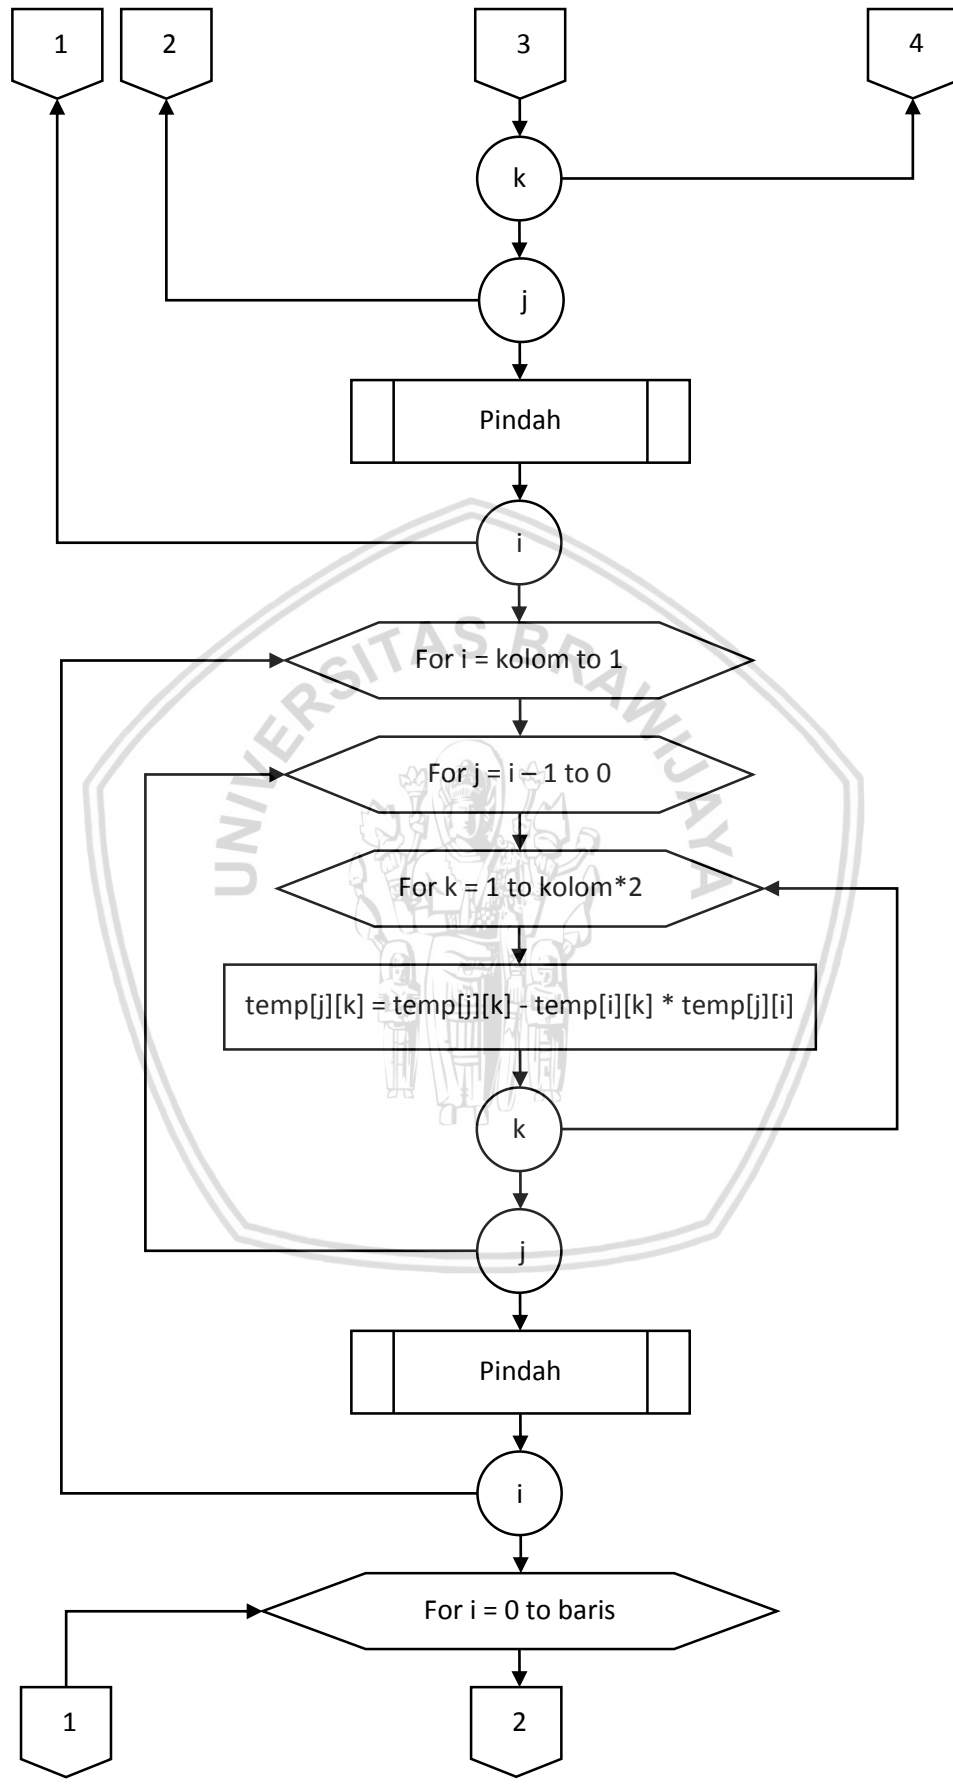 1
2
3
4
k
j
Pindah
i
For i = kolom to 1
For j = i – 1 to 0
For k = 1 to kolom*2
temp[j][k] = temp[j][k] - temp[i][k] * temp[j][i]
k
j
Pindah
i
For i = 0 to baris
1
2
UNIVERSITAS BRAWIJAYA